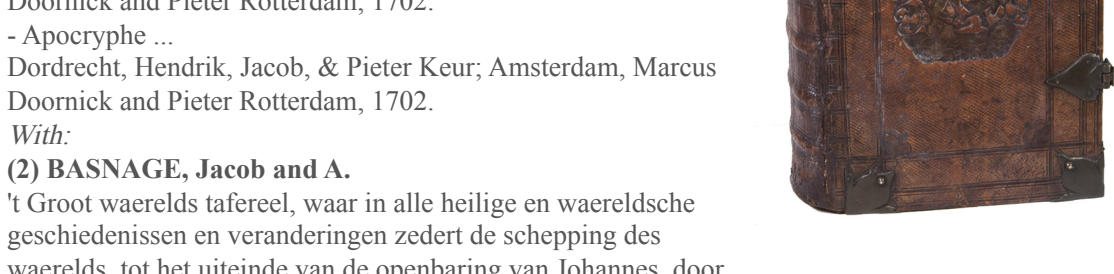 Doornick and Pieter Rotterdam, 1702.
- Apocryphe ...
Dordrecht, Hendrik, Jacob, & Pieter Keur; Amsterdam, Marcus
Doornick and Pieter Rotterdam, 1702.
With:
(2) BASNAGE, Jacob and A.
't Groot waerelds tafereel, waar in alle heilige en waereldsche
geschiedenissen en veranderingen zedert de schepping des
waerelds, tot het uiteinde van de openbaring van Johannes, door